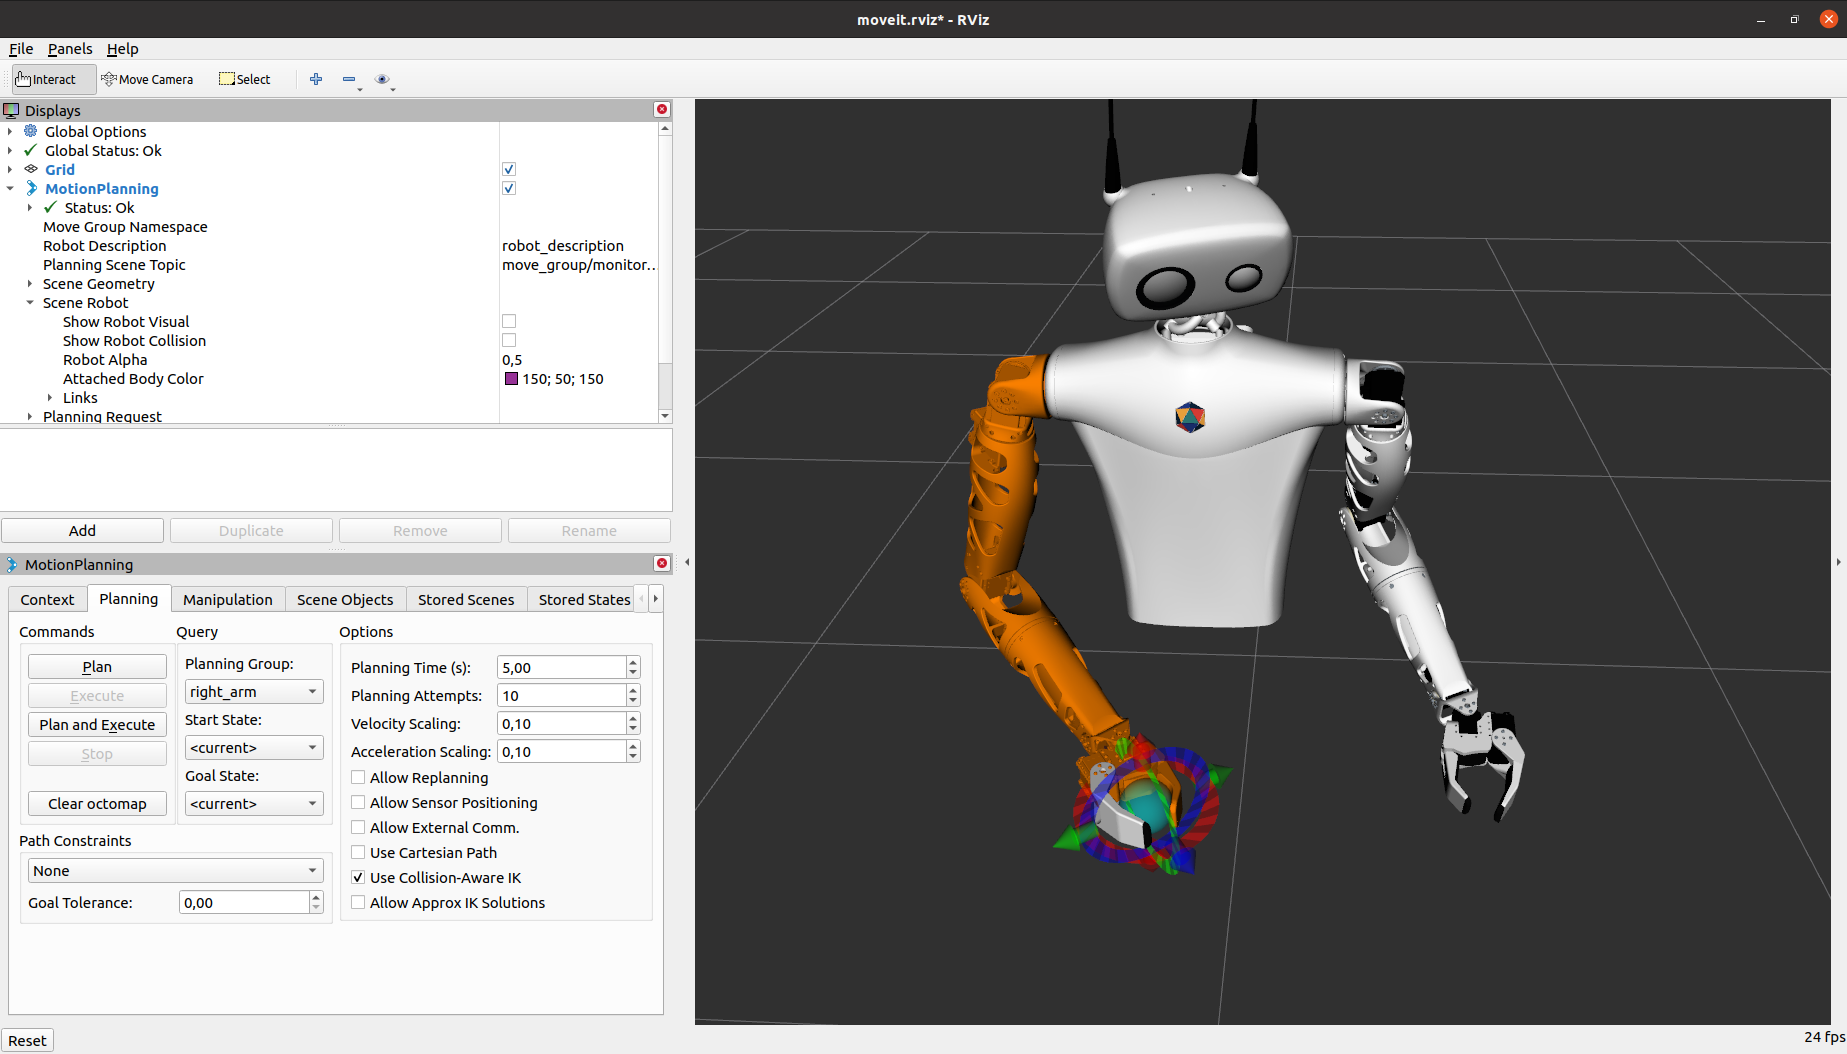 moveit.rviz* - RViz
File Panels Help
Interact Move Camera Select
Displays
Global Options
Global Status: Ok
Grid
MotionPlanning
Status: Ok
Move Group Namespace
Robot Description robot_description
Planning Scene Topic move_group/monitor...
Scene Geometry
Scene Robot
Show Robot Visual
Show Robot Collision
Robot Alpha 0,5
Attached Body Color 150; 50; 150
Links
Planning Request
Add Duplicate Remove Rename
MotionPlanning
Context Planning Manipulation Scene Objects Stored Scenes Stored States
Commands Query Options
Plan
Execute
Plan and Execute
Stop
Clear octomap
Planning Group:
right_arm
Start State:
<current>
Goal State:
<current>
Path Constraints
None
Goal Tolerance: 0,00
Planning Time (s): 5,00
Planning Attempts: 10
Velocity Scaling: 0,10
Acceleration Scaling: 0,10
Allow Replanning
Allow Sensor Positioning
Allow External Comm.
Use Cartesian Path
Use Collision-Aware IK
Allow Approx IK Solutions
Reset
24 fps